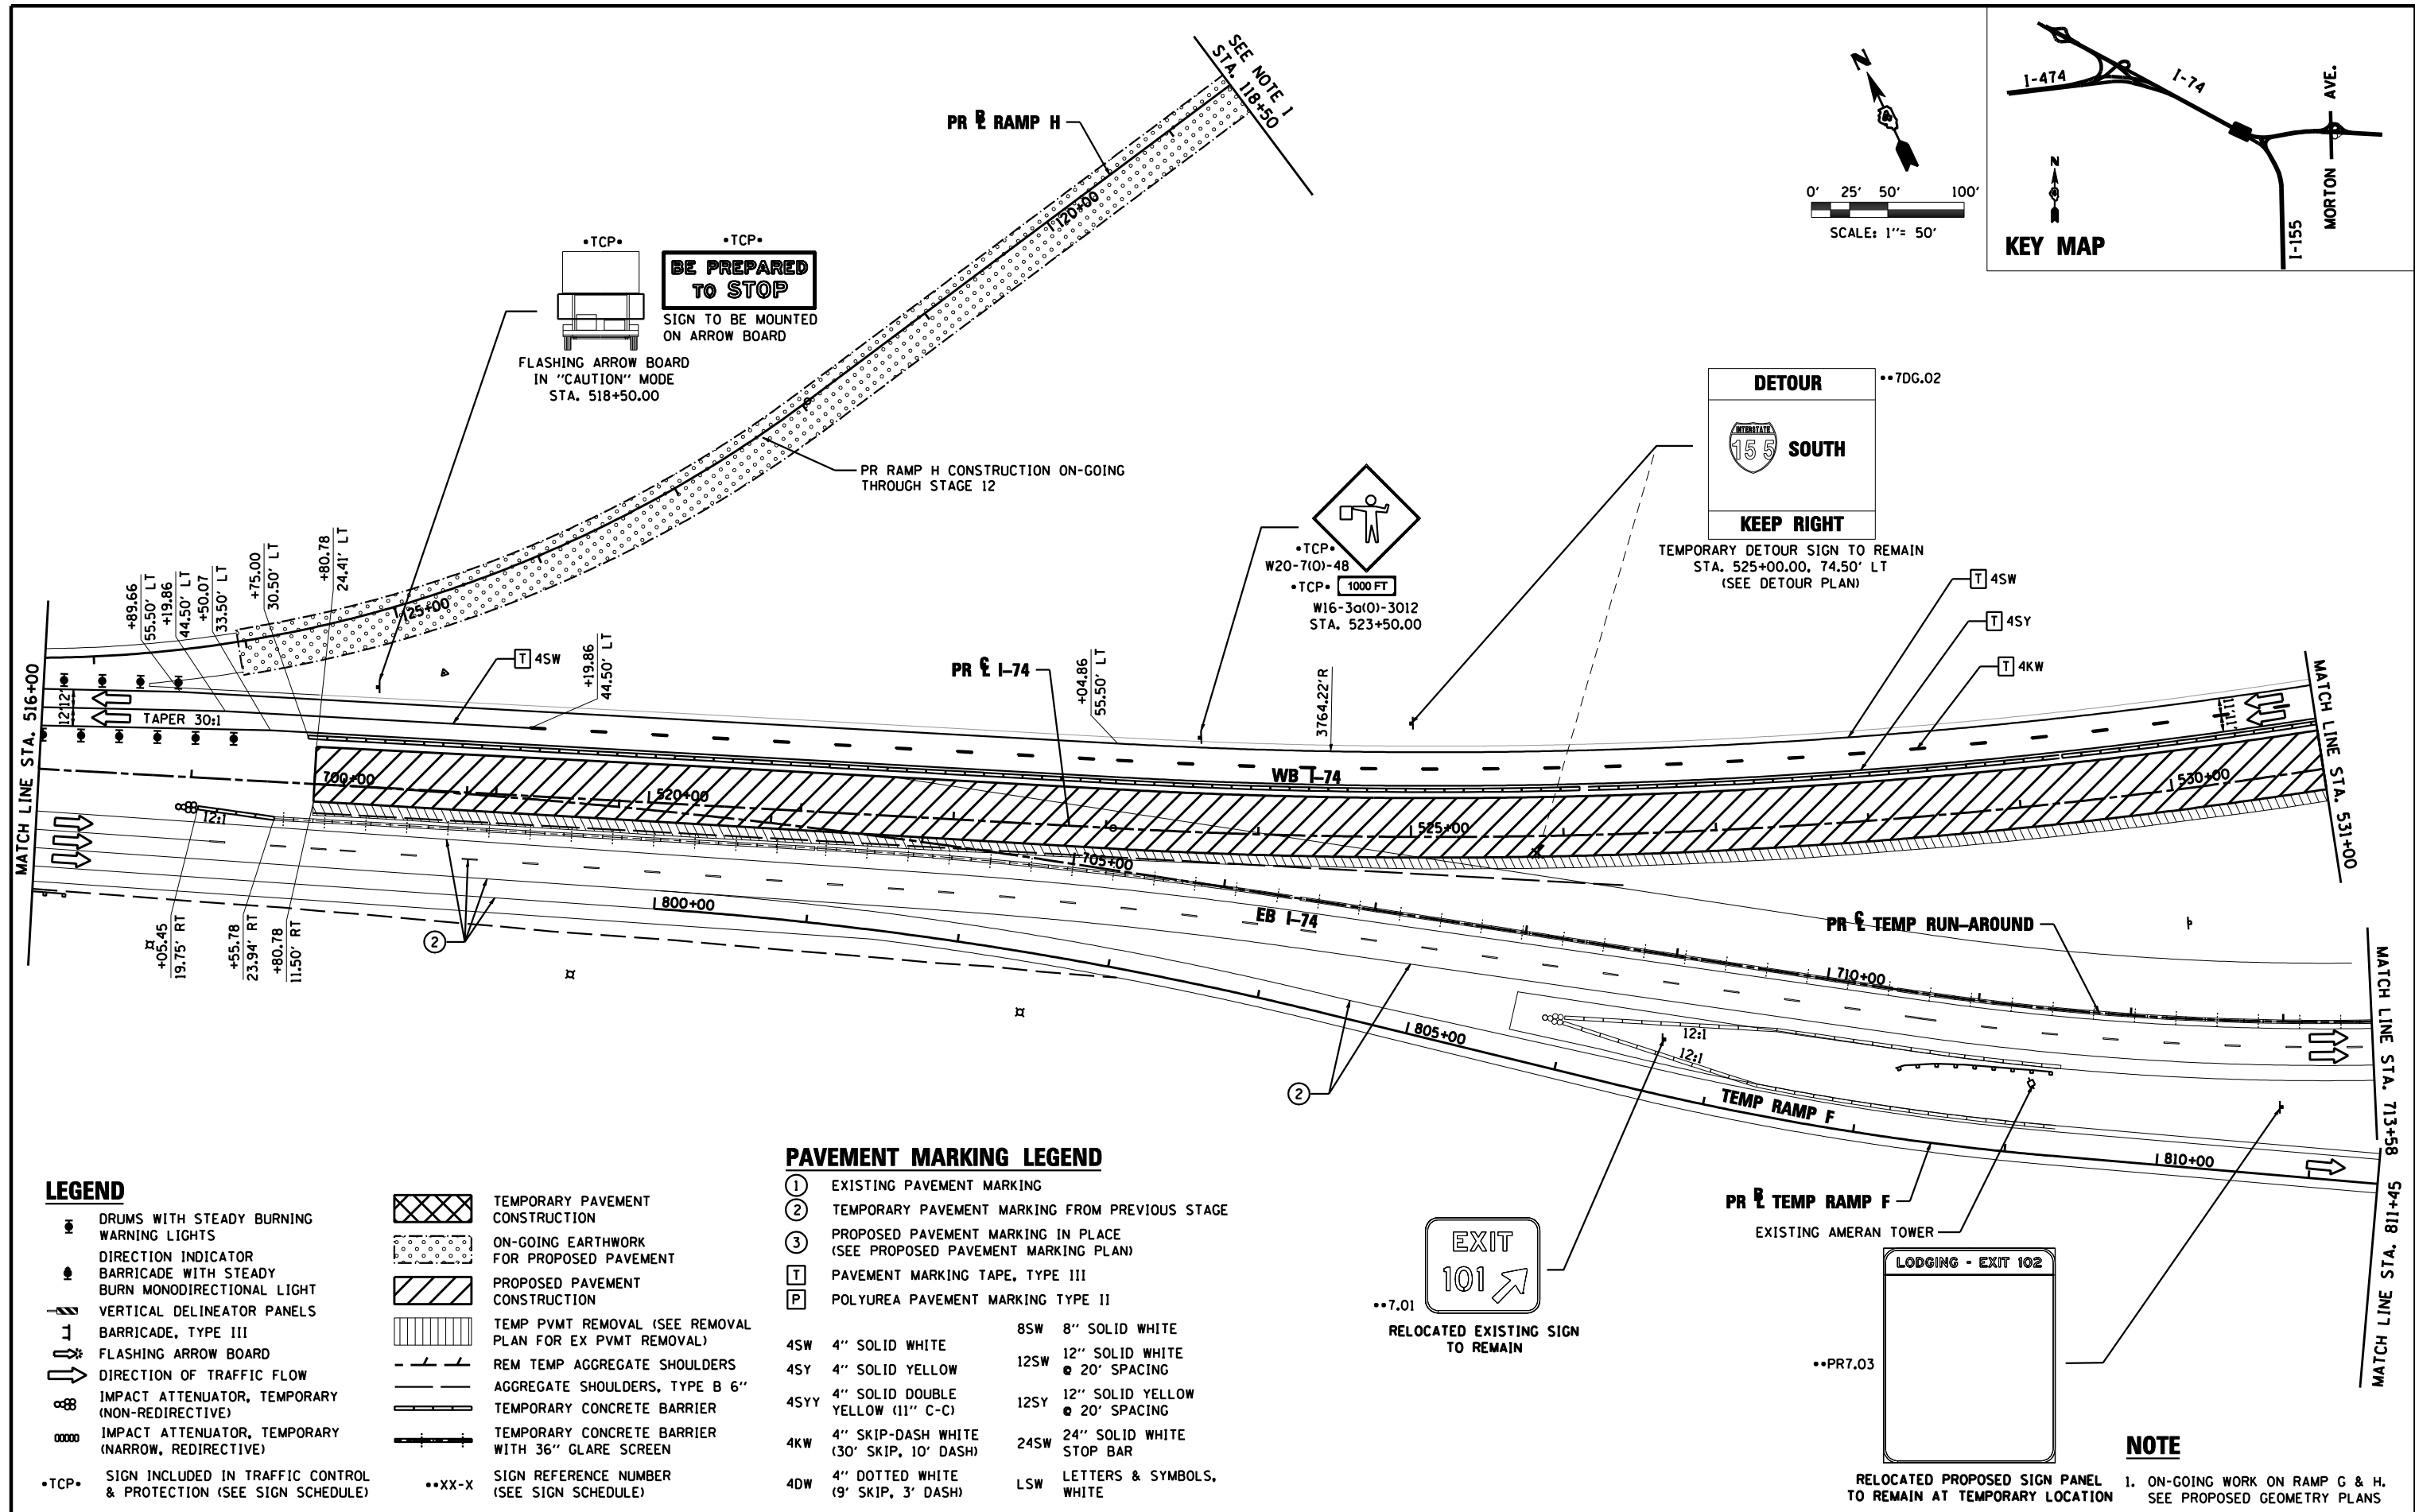 SEE NOTE 1
STA. 118+50
PR BL RAMP H
120+00
•TCP•
•TCP•
BE PREPARED
TO STOP
SIGN TO BE MOUNTED
ON ARROW BOARD
FLASHING ARROW BOARD
IN "CAUTION" MODE
STA. 518+50.00
PR RAMP H CONSTRUCTION ON-GOING
THROUGH STAGE 12
N
0' 25' 50' 100'
SCALE: 1"= 50'
I-474
I-74
MORTON AVE.
I-155
N
KEY MAP
DETOUR
••7DG.02
INTERSTATE
155
SOUTH
KEEP RIGHT
TEMPORARY DETOUR SIGN TO REMAIN
STA. 525+00.00, 74.50' LT
(SEE DETOUR PLAN)
•TCP•
W20-7(O)-48
•TCP•
1000 FT
W16-3a(O)-3012
STA. 523+50.00
+89.66
55.50' LT
+19.86
44.50' LT
+50.07
33.50' LT
+75.00
30.50' LT
+80.78
24.41' LT
125+00
T 4SW
+19.86
44.50' LT
PR CL I-74
+04.86
55.50' LT
3764.22'R
T 4SW
T 4SY
T 4KW
MATCH LINE STA. 516+00
12'
12'
TAPER 30:1
11'
11'
MATCH LINE STA. 531+00
WB I-74
700+00
520+00
525+00
530+00
12:1
705+00
800+00
EB I-74
PR CL TEMP RUN-AROUND
710+00
+05.45
19.75' RT
+55.78
23.94' RT
+80.78
11.50' RT
2
805+00
12:1
12:1
2
TEMP RAMP F
810+00
MATCH LINE STA. 713+58
MATCH LINE STA. 811+45
PR BL TEMP RAMP F
EXISTING AMERAN TOWER
EXIT
101
••7.01
RELOCATED EXISTING SIGN
TO REMAIN
LODGING - EXIT 102
••PR7.03
RELOCATED PROPOSED SIGN PANEL
TO REMAIN AT TEMPORARY LOCATION
NOTE
1. ON-GOING WORK ON RAMP G & H.
SEE PROPOSED GEOMETRY PLANS
LEGEND
DRUMS WITH STEADY BURNING
WARNING LIGHTS
DIRECTION INDICATOR
BARRICADE WITH STEADY
BURN MONODIRECTIONAL LIGHT
VERTICAL DELINEATOR PANELS
BARRICADE, TYPE III
FLASHING ARROW BOARD
DIRECTION OF TRAFFIC FLOW
IMPACT ATTENUATOR, TEMPORARY
(NON-REDIRECTIVE)
IMPACT ATTENUATOR, TEMPORARY
(NARROW, REDIRECTIVE)
•TCP• SIGN INCLUDED IN TRAFFIC CONTROL
& PROTECTION (SEE SIGN SCHEDULE)
TEMPORARY PAVEMENT
CONSTRUCTION
ON-GOING EARTHWORK
FOR PROPOSED PAVEMENT
PROPOSED PAVEMENT
CONSTRUCTION
TEMP PVMT REMOVAL (SEE REMOVAL
PLAN FOR EX PVMT REMOVAL)
REM TEMP AGGREGATE SHOULDERS
AGGREGATE SHOULDERS, TYPE B 6"
TEMPORARY CONCRETE BARRIER
TEMPORARY CONCRETE BARRIER
WITH 36" GLARE SCREEN
••XX-X SIGN REFERENCE NUMBER
(SEE SIGN SCHEDULE)
PAVEMENT MARKING LEGEND
1 EXISTING PAVEMENT MARKING
2 TEMPORARY PAVEMENT MARKING FROM PREVIOUS STAGE
3 PROPOSED PAVEMENT MARKING IN PLACE
(SEE PROPOSED PAVEMENT MARKING PLAN)
T PAVEMENT MARKING TAPE, TYPE III
P POLYUREA PAVEMENT MARKING TYPE II
4SW 4" SOLID WHITE
4SY 4" SOLID YELLOW
4SYY 4" SOLID DOUBLE
YELLOW (11" C-C)
4KW 4" SKIP-DASH WHITE
(30' SKIP, 10' DASH)
4DW 4" DOTTED WHITE
(9' SKIP, 3' DASH)
8SW 8" SOLID WHITE
12SW 12" SOLID WHITE
@ 20' SPACING
12SY 12" SOLID YELLOW
@ 20' SPACING
24SW 24" SOLID WHITE
STOP BAR
LSW LETTERS & SYMBOLS,
WHITE